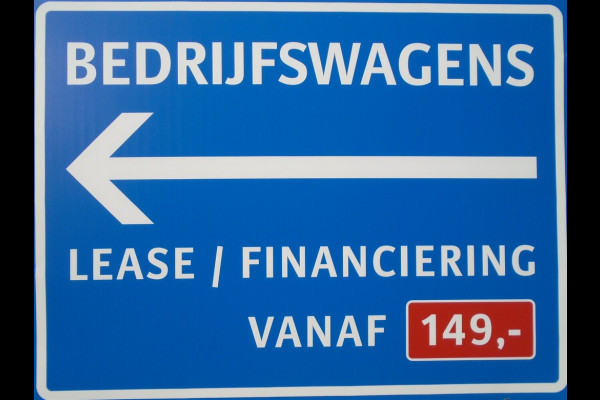 BEDRIJFSWAGENS
LEASE / FINANCIERING
VANAF 149,-